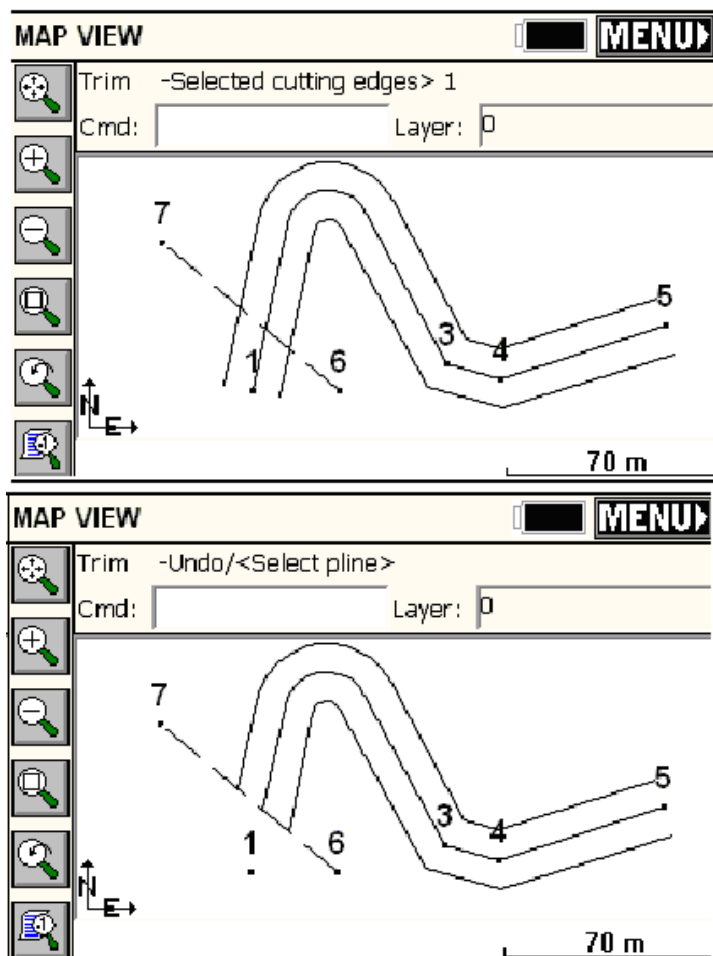 MAP VIEW MENU
Trim -Selected cutting edges> 1
Cmd: Layer: 0
7
5
3
4
1 6
N
E
70 m
MAP VIEW MENU
Trim -Undo/<Select pline>
Cmd: Layer: 0
7
5
3
4
1 6
N
E
70 m